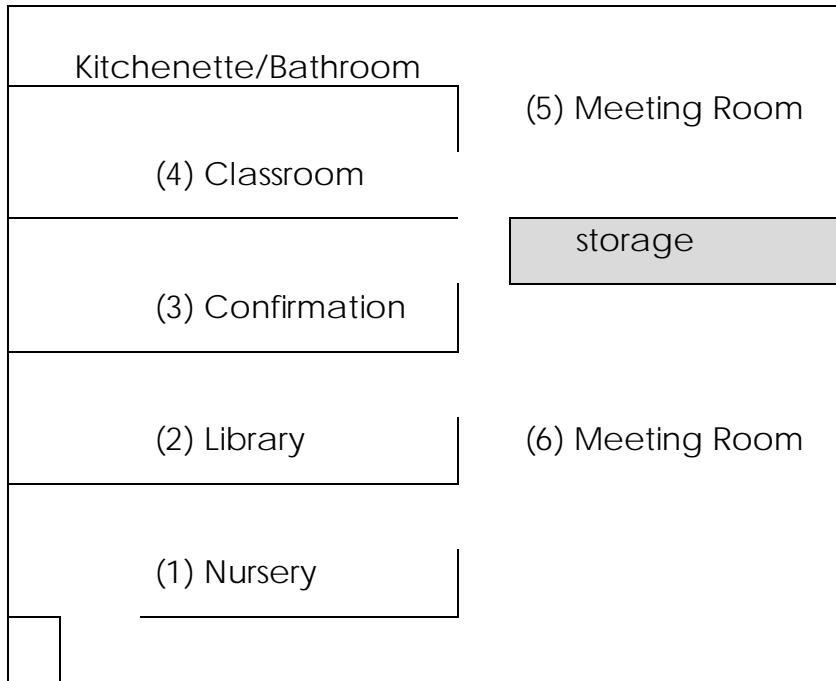 Kitchenette/Bathroom
(5) Meeting Room
(4) Classroom
storage
(3) Confirmation
(2) Library
(6) Meeting Room
(1) Nursery